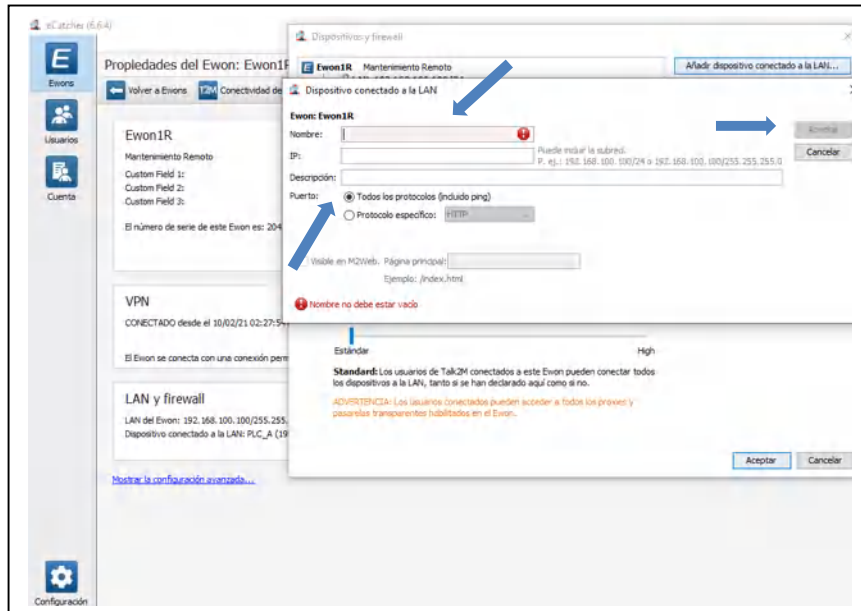 eCatcher (6.6.4)
Ewons
Usuarios
Cuenta
Configuración
Propiedades del Ewon: Ewon1R
Volver a Ewons T2M Conectividad de
Ewon1R
Mantenimiento Remoto
Custom Field 1:
Custom Field 2:
Custom Field 3:
El número de serie de este Ewon es: 204
VPN
CONECTADO desde el 10/02/21 02:27:54
El Ewon se conecta con una conexión perm
LAN y firewall
LAN del Ewon: 192.168.100.100/255.255.
Dispositivo conectado a la LAN: PLC_A (19
Mostrar la configuración avanzada...
Dispositivos y firewall
Ewon1R Mantenimiento Remoto
Añadir dispositivo conectado a la LAN...
Dispositivo conectado a la LAN
Ewon: Ewon1R
Nombre:
Aceptar
IP:
Puede incluir la subred.
P. ej.: 192.168.100.100/24 o 192.168.100.100/255.255.255.0
Cancelar
Descripción:
Puerto: Todos los protocolos (incluido ping)
Protocolo específico: HTTP
Visible en M2Web. Página principal:
Ejemplo: /index.html
Nombre no debe estar vacío
Estándar High
Standard: Los usuarios de Talk2M conectados a este Ewon pueden conectar todos
los dispositivos a la LAN, tanto si se han declarado aquí como si no.
ADVERTENCIA: Los usuarios conectados pueden acceder a todos los proxies y
pasarelas transparentes habilitados en el Ewon.
Aceptar Cancelar